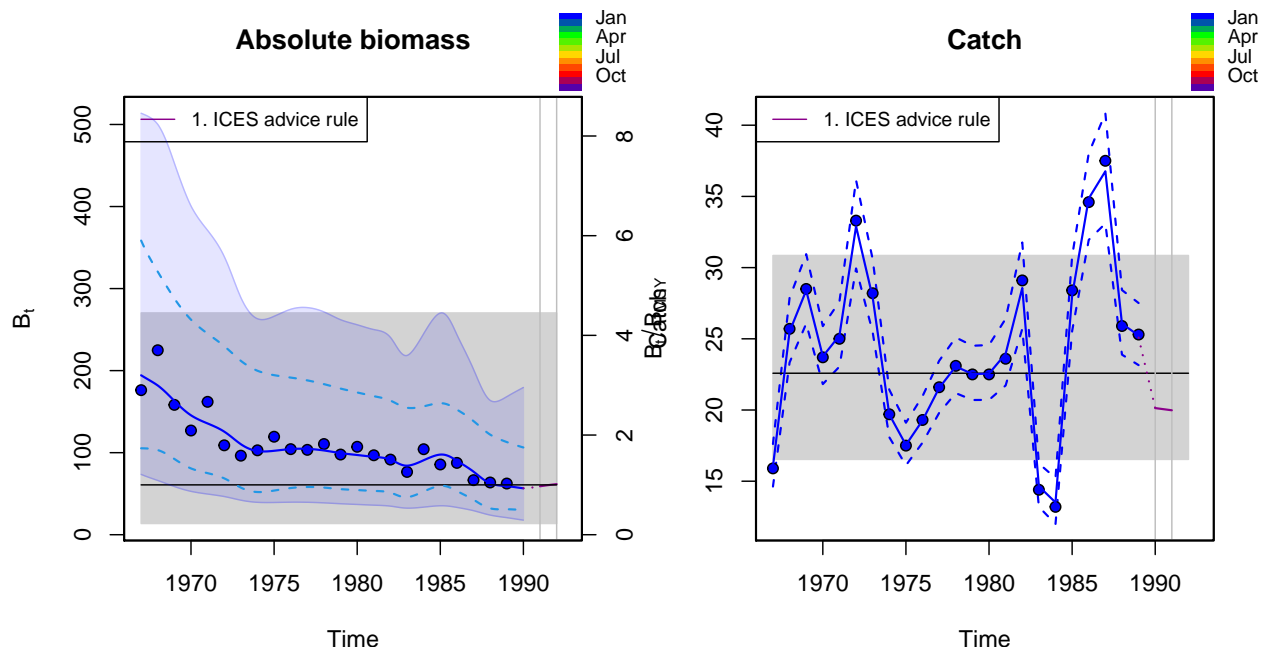 Absolute biomass
Jan
Apr
Jul
Oct
1. ICES advice rule
500
400
300
200
100
0
Bₜ
8
6
4
2
0
Catch
1970 1975 1980 1985 1990
Time
Catch
Jan
Apr
Jul
Oct
1. ICES advice rule
40
35
30
25
20
15
1970 1975 1980 1985 1990
Time